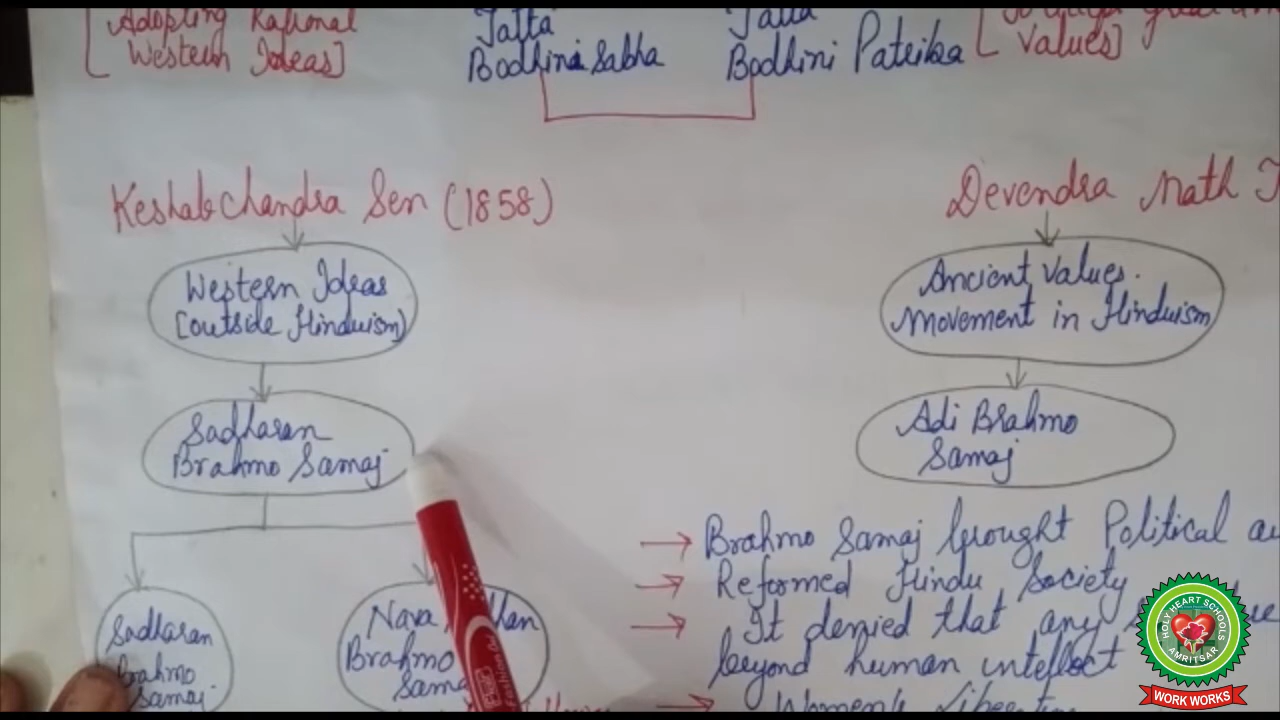 [Adopting Rational
Western Ideas]
Tatta
Bodhini Sabha
Tatta
Bodhini Patrika
Values]
Keshabchandra Sen (1858)
Western Ideas
[outside Hinduism)
Sadharan
Brahmo Samaj
Sadharan
brahmo
Samaj
Nava
Brahmo
Devendra Nath T
Ancient Values.
Movement in Hinduism
Adi Brahmo
Samaj
→ Brahmo Samaj brought Political
→ Reformed Hindu Society
→ It denied that any
beyond human intellect
→
HOLY HEART SCHOOLS
AMRITSAR
WORK WORKS